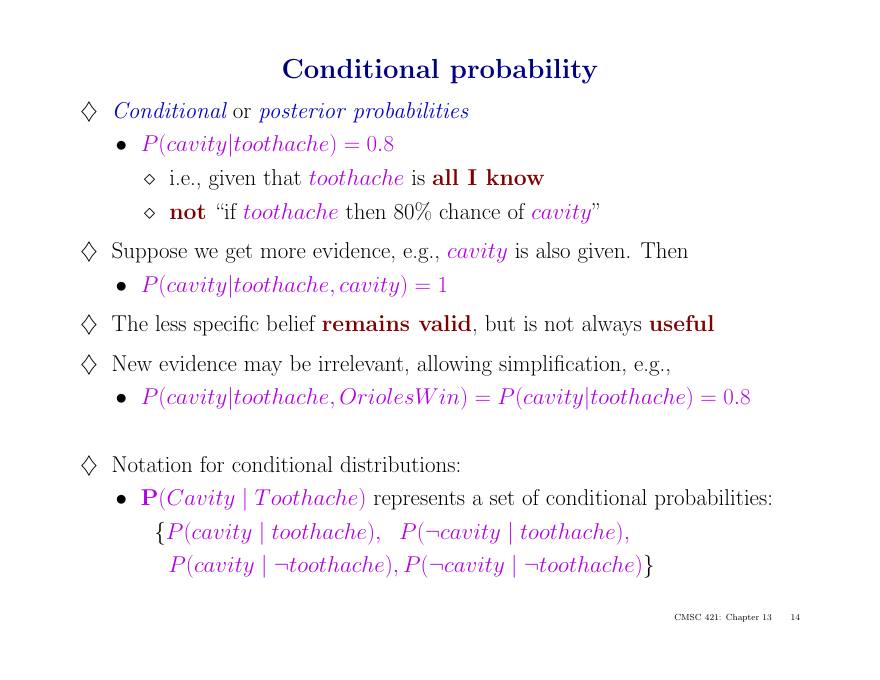 Conditional probability
♢ Conditional or posterior probabilities
• P(cavity|toothache) = 0.8
⋄ i.e., given that toothache is all I know
⋄ not “if toothache then 80% chance of cavity”
♢ Suppose we get more evidence, e.g., cavity is also given. Then
• P(cavity|toothache, cavity) = 1
♢ The less specific belief remains valid, but is not always useful
♢ New evidence may be irrelevant, allowing simplification, e.g.,
• P(cavity|toothache, OriolesWin) = P(cavity|toothache) = 0.8
♢ Notation for conditional distributions:
• P(Cavity | Toothache) represents a set of conditional probabilities:
{P(cavity | toothache), P(¬cavity | toothache),
P(cavity | ¬toothache), P(¬cavity | ¬toothache)}
CMSC 421: Chapter 13 14